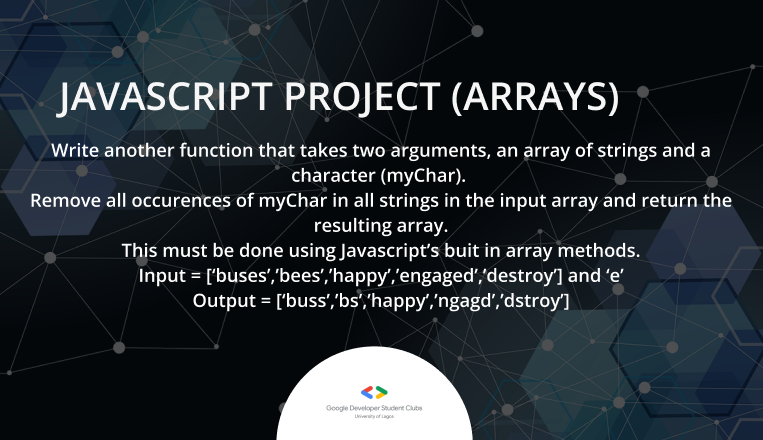 JAVASCRIPT PROJECT (ARRAYS)
Write another function that takes two arguments, an array of strings and a
character (myChar).
Remove all occurences of myChar in all strings in the input array and return the
resulting array.
This must be done using Javascript’s buit in array methods.
Input = [‘buses’,’bees’,’happy’,’engaged’,’destroy’] and ‘e’
Output = [‘buss’,’bs’,’happy’,’ngagd’,’dstroy’]
Google Developer Student Clubs
University of Lagos